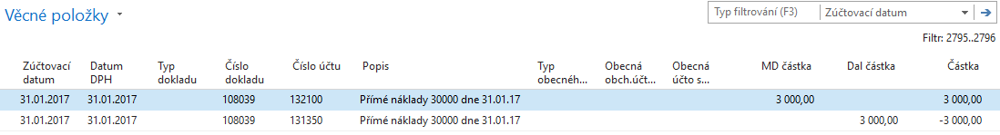 Věcné položky
Typ filtrování (F3) Zúčtovací datum
Filtr: 2795..2796
Zúčtovací datum Datum DPH Typ dokladu Číslo dokladu Číslo účtu Popis Typ obecnéh... Obecná obch.účt... Obecná účto s... MD částka Dal částka Částka
31.01.2017 31.01.2017 108039 132100 Přímé náklady 30000 dne 31.01.17 3 000,00 3 000,00
31.01.2017 31.01.2017 108039 131350 Přímé náklady 30000 dne 31.01.17 3 000,00 -3 000,00